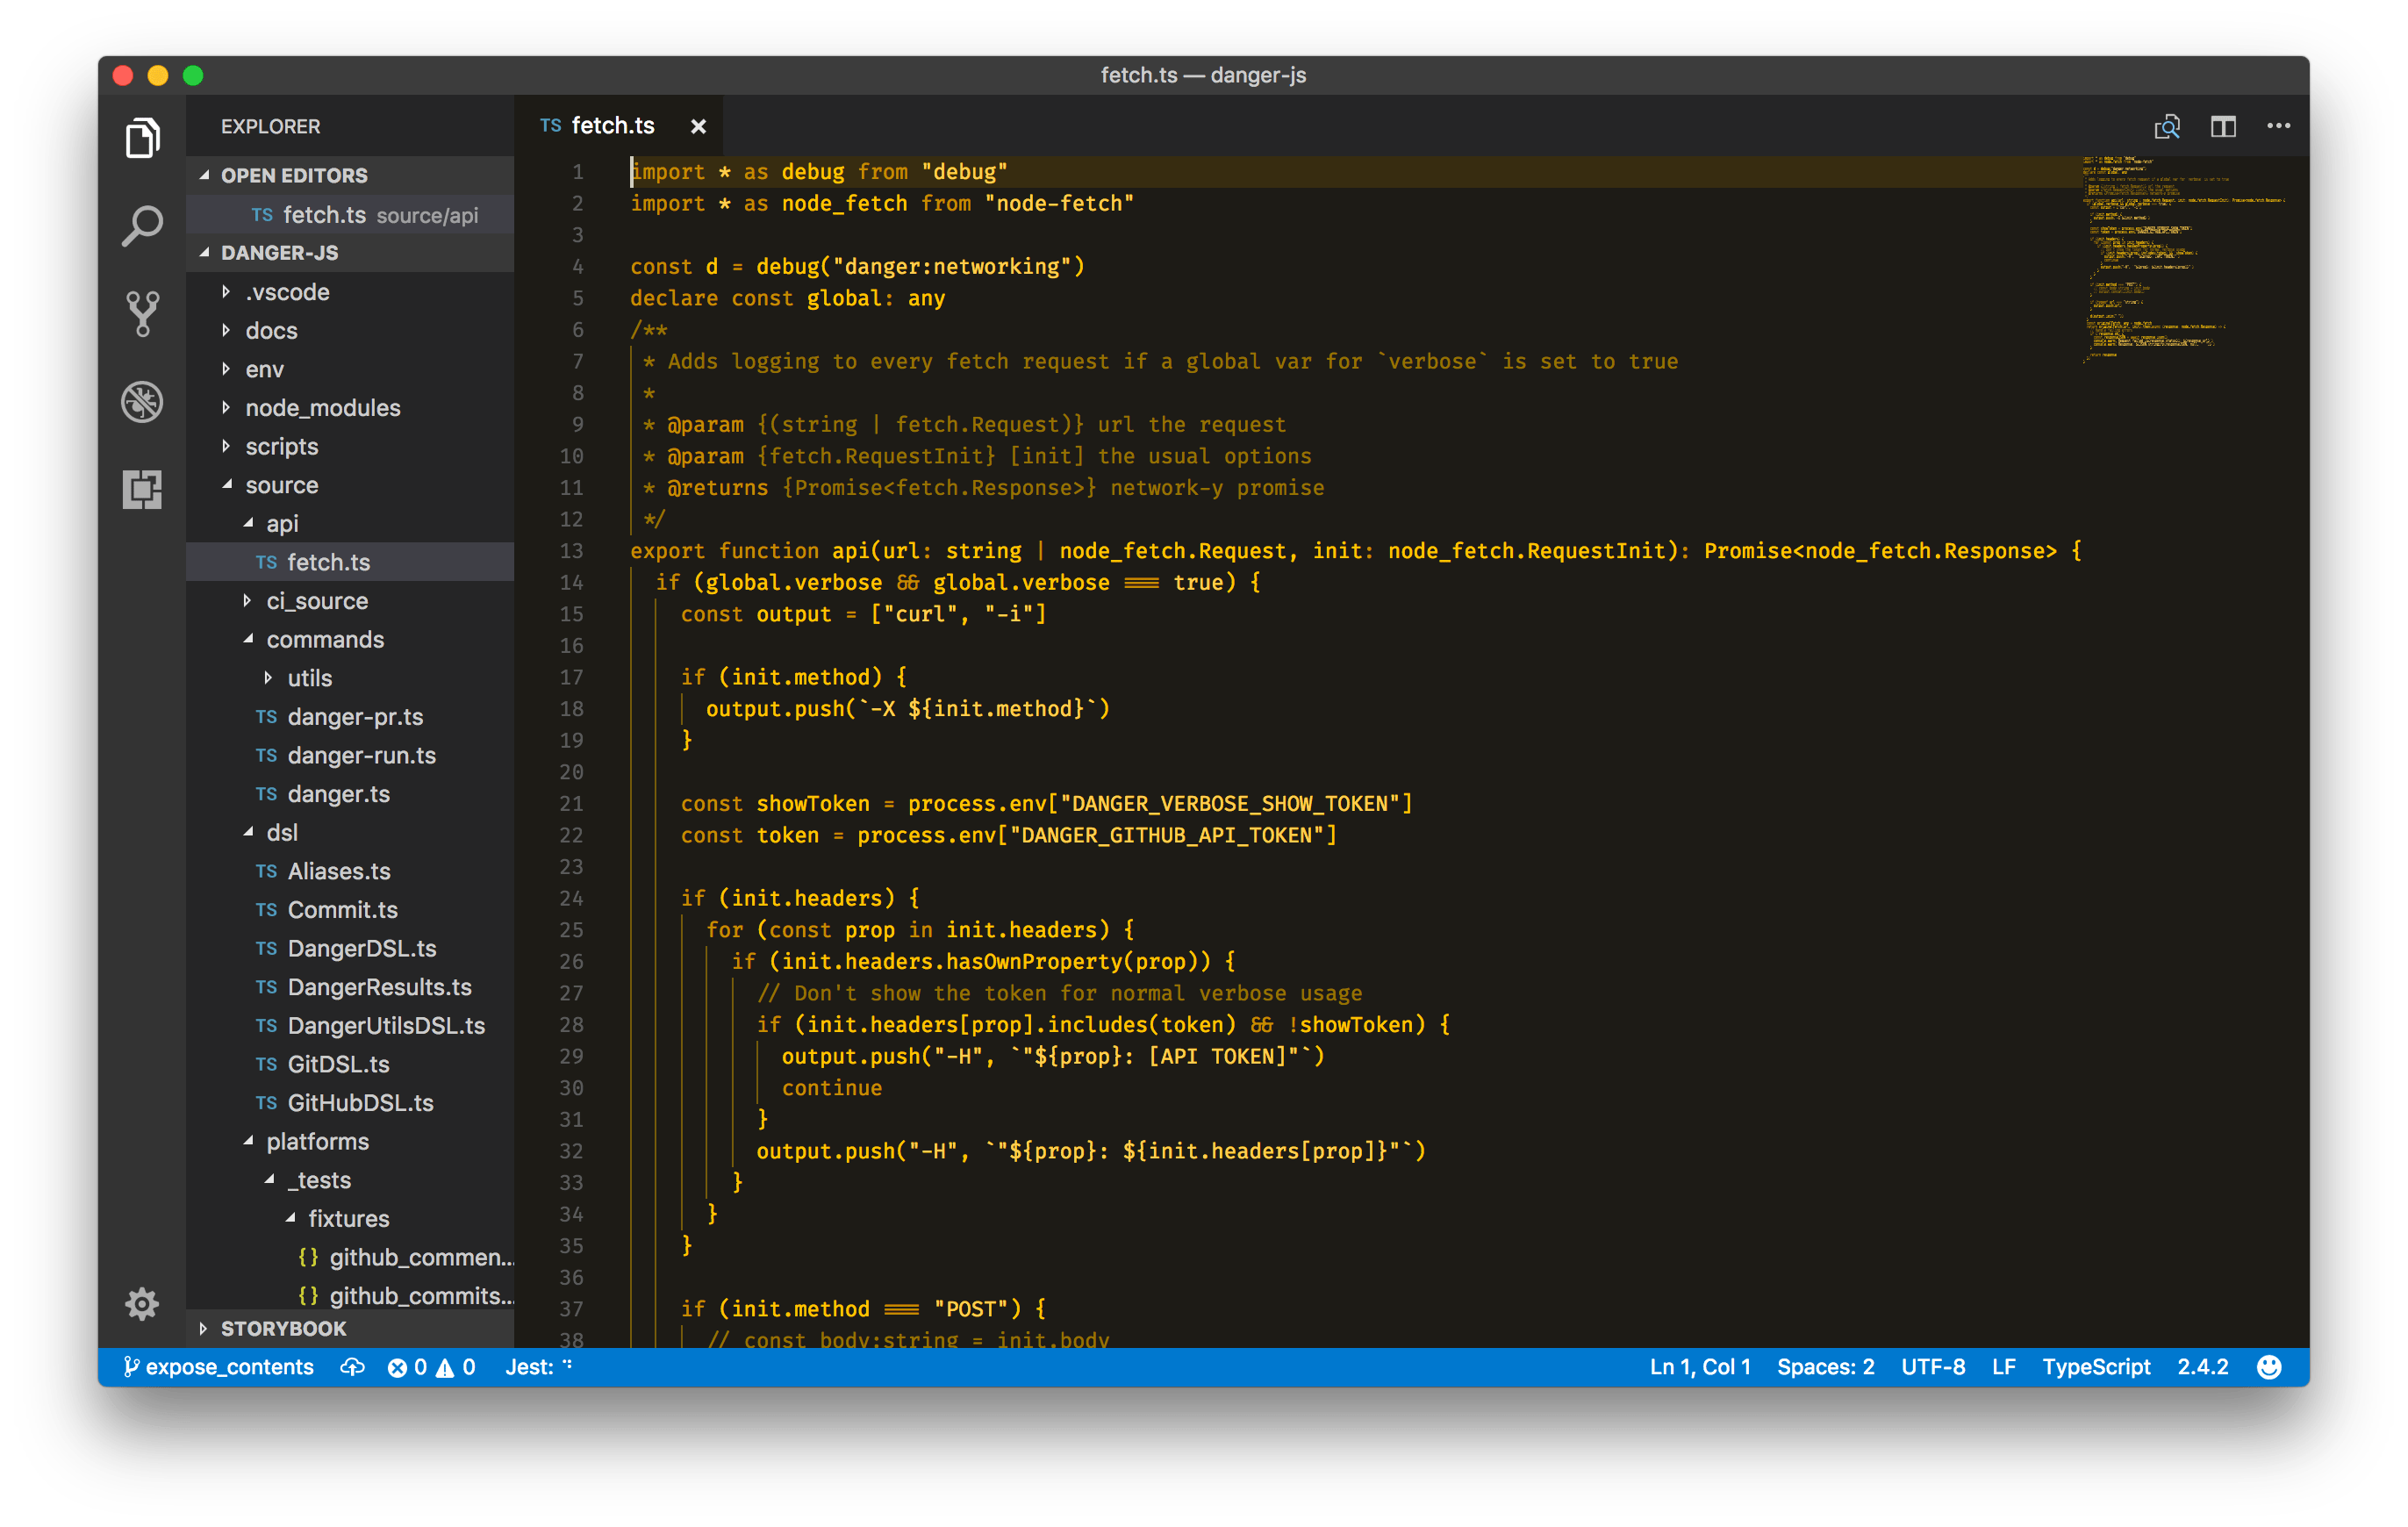 fetch.ts — danger-js
EXPLORER
OPEN EDITORS
TS fetch.ts source/api
DANGER-JS
.vscode
docs
env
node_modules
scripts
source
api
TS fetch.ts
ci_source
commands
utils
TS danger-pr.ts
TS danger-run.ts
TS danger.ts
dsl
TS Aliases.ts
TS Commit.ts
TS DangerDSL.ts
TS DangerResults.ts
TS DangerUtilsDSL.ts
TS GitDSL.ts
TS GitHubDSL.ts
platforms
_tests
fixtures
{} github_commen...
{} github_commits...
STORYBOOK
TS fetch.ts ×
1 import * as debug from "debug"
2 import * as node_fetch from "node-fetch"
3
4 const d = debug("danger:networking")
5 declare const global: any
6 /**
7 * Adds logging to every fetch request if a global var for `verbose` is set to true
8 *
9 * @param {(string | fetch.Request)} url the request
10 * @param {fetch.RequestInit} [init] the usual options
11 * @returns {Promise<fetch.Response>} network-y promise
12 */
13 export function api(url: string | node_fetch.Request, init: node_fetch.RequestInit): Promise<node_fetch.Response> {
14 if (global.verbose && global.verbose === true) {
15 const output = ["curl", "-i"]
16
17 if (init.method) {
18 output.push(`-X ${init.method}`)
19 }
20
21 const showToken = process.env["DANGER_VERBOSE_SHOW_TOKEN"]
22 const token = process.env["DANGER_GITHUB_API_TOKEN"]
23
24 if (init.headers) {
25 for (const prop in init.headers) {
26 if (init.headers.hasOwnProperty(prop)) {
27 // Don't show the token for normal verbose usage
28 if (init.headers[prop].includes(token) && !showToken) {
29 output.push("-H", `"${prop}: [API TOKEN]"`)
30 continue
31 }
32 output.push("-H", `"${prop}: ${init.headers[prop]}"`)
33 }
34 }
35 }
36
37 if (init.method === "POST") {
38 // const body:string = init.body
expose_contents 0 0 Jest: Ln 1, Col 1 Spaces: 2 UTF-8 LF TypeScript 2.4.2